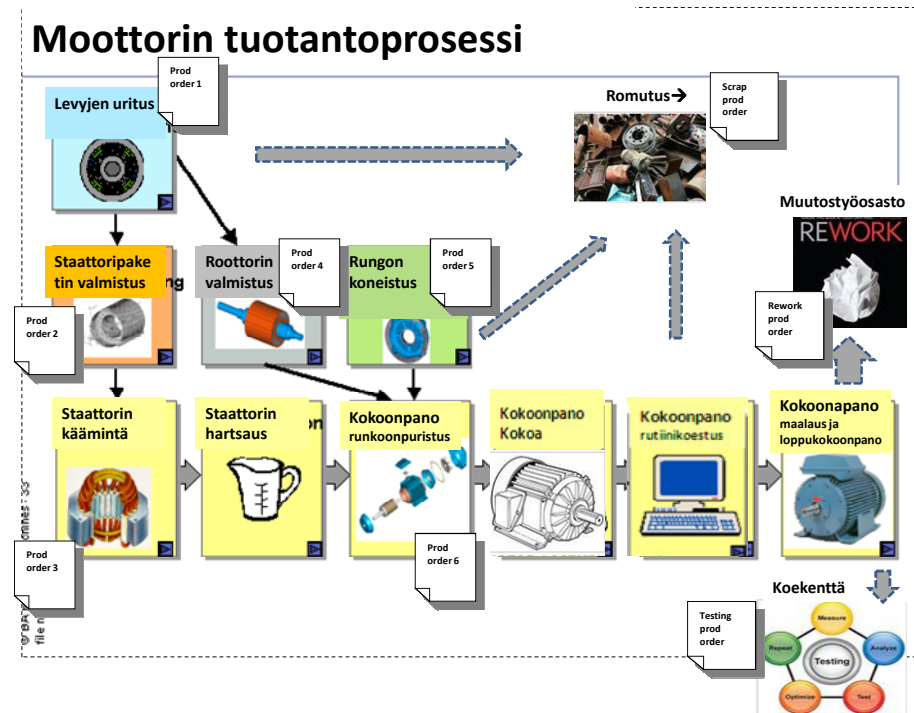 Moottorin tuotantoprosessi
Prod
order 1
Levyjen uritus
Romutus→
Scrap
prod
order
Muutostyöosasto
REWORK
Rework
prod
order
Staattoripake
tin valmistus
Prod
order 2
Roottorin
valmistus
Prod
order 4
Rungon
koneistus
Prod
order 5
Staattorin
käämintä
Prod
order 3
Staattorin
hartsaus
Kokoonpano
runkoonpuristus
Prod
order 6
Kokoonpano
Kokoa
Kokoonpano
rutiinikoestus
Kokoonapano
maalaus ja
loppukokoonpano
Koekenttä
Testing
prod
order
Measure
Repeat
Analyze
Testing
Optimize
Test